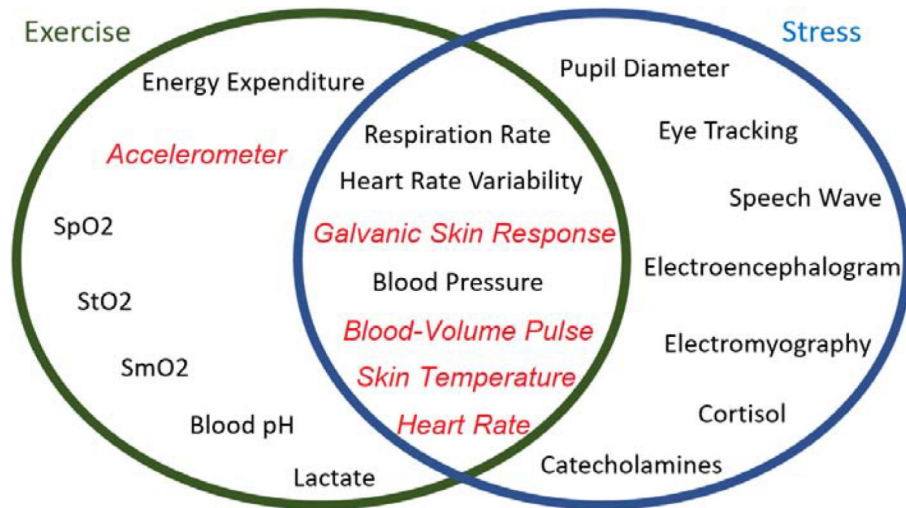 Exercise
Stress
Energy Expenditure
Accelerometer
SpO2
StO2
SmO2
Blood pH
Lactate
Respiration Rate
Heart Rate Variability
Galvanic Skin Response
Blood Pressure
Blood-Volume Pulse
Skin Temperature
Heart Rate
Pupil Diameter
Eye Tracking
Speech Wave
Electroencephalogram
Electromyography
Cortisol
Catecholamines